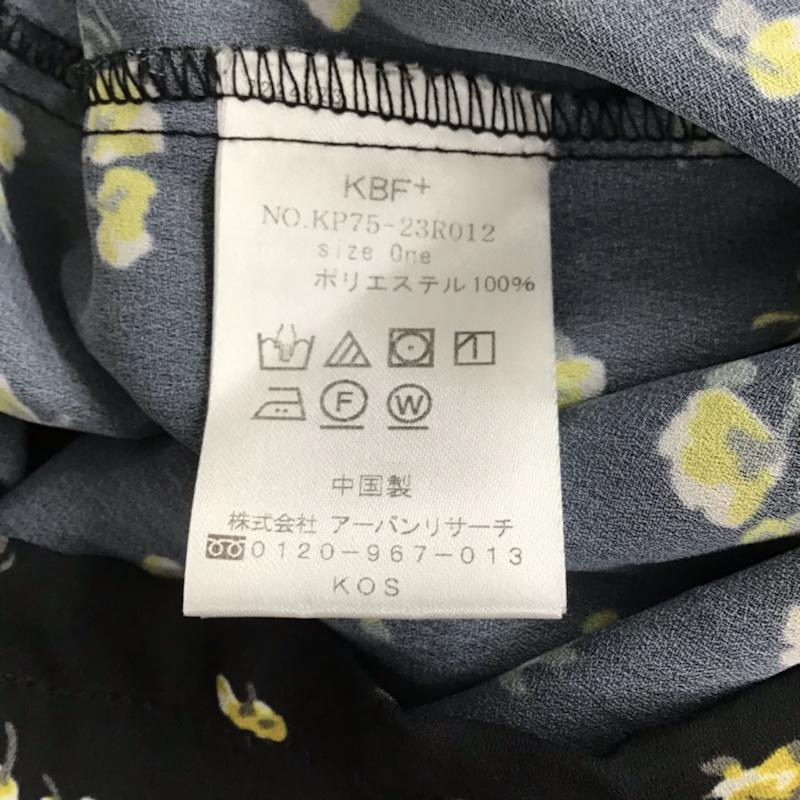 KBF+
NO.KP75-23R012
size One
ポリエステル100%
F W
中国製
株式会社 アーバンリサーチ
0120-967-013
KOS